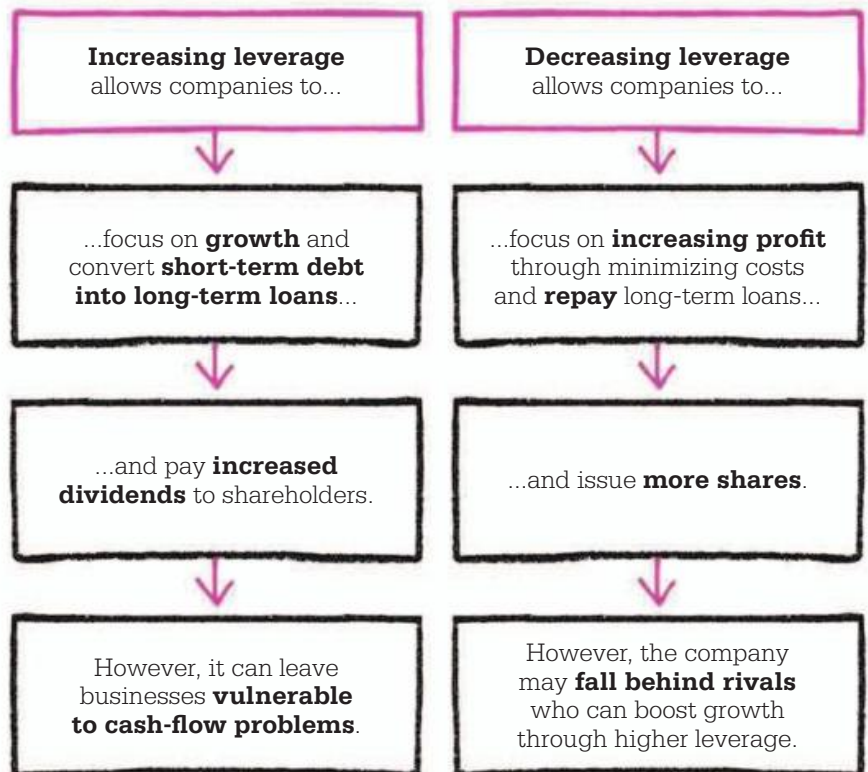 Increasing leverage
allows companies to...
...focus on growth and
convert short-term debt
into long-term loans...
...and pay increased
dividends to shareholders.
However, it can leave
businesses vulnerable
to cash-flow problems.
Decreasing leverage
allows companies to...
...focus on increasing profit
through minimizing costs
and repay long-term loans...
...and issue more shares.
However, the company
may fall behind rivals
who can boost growth
through higher leverage.